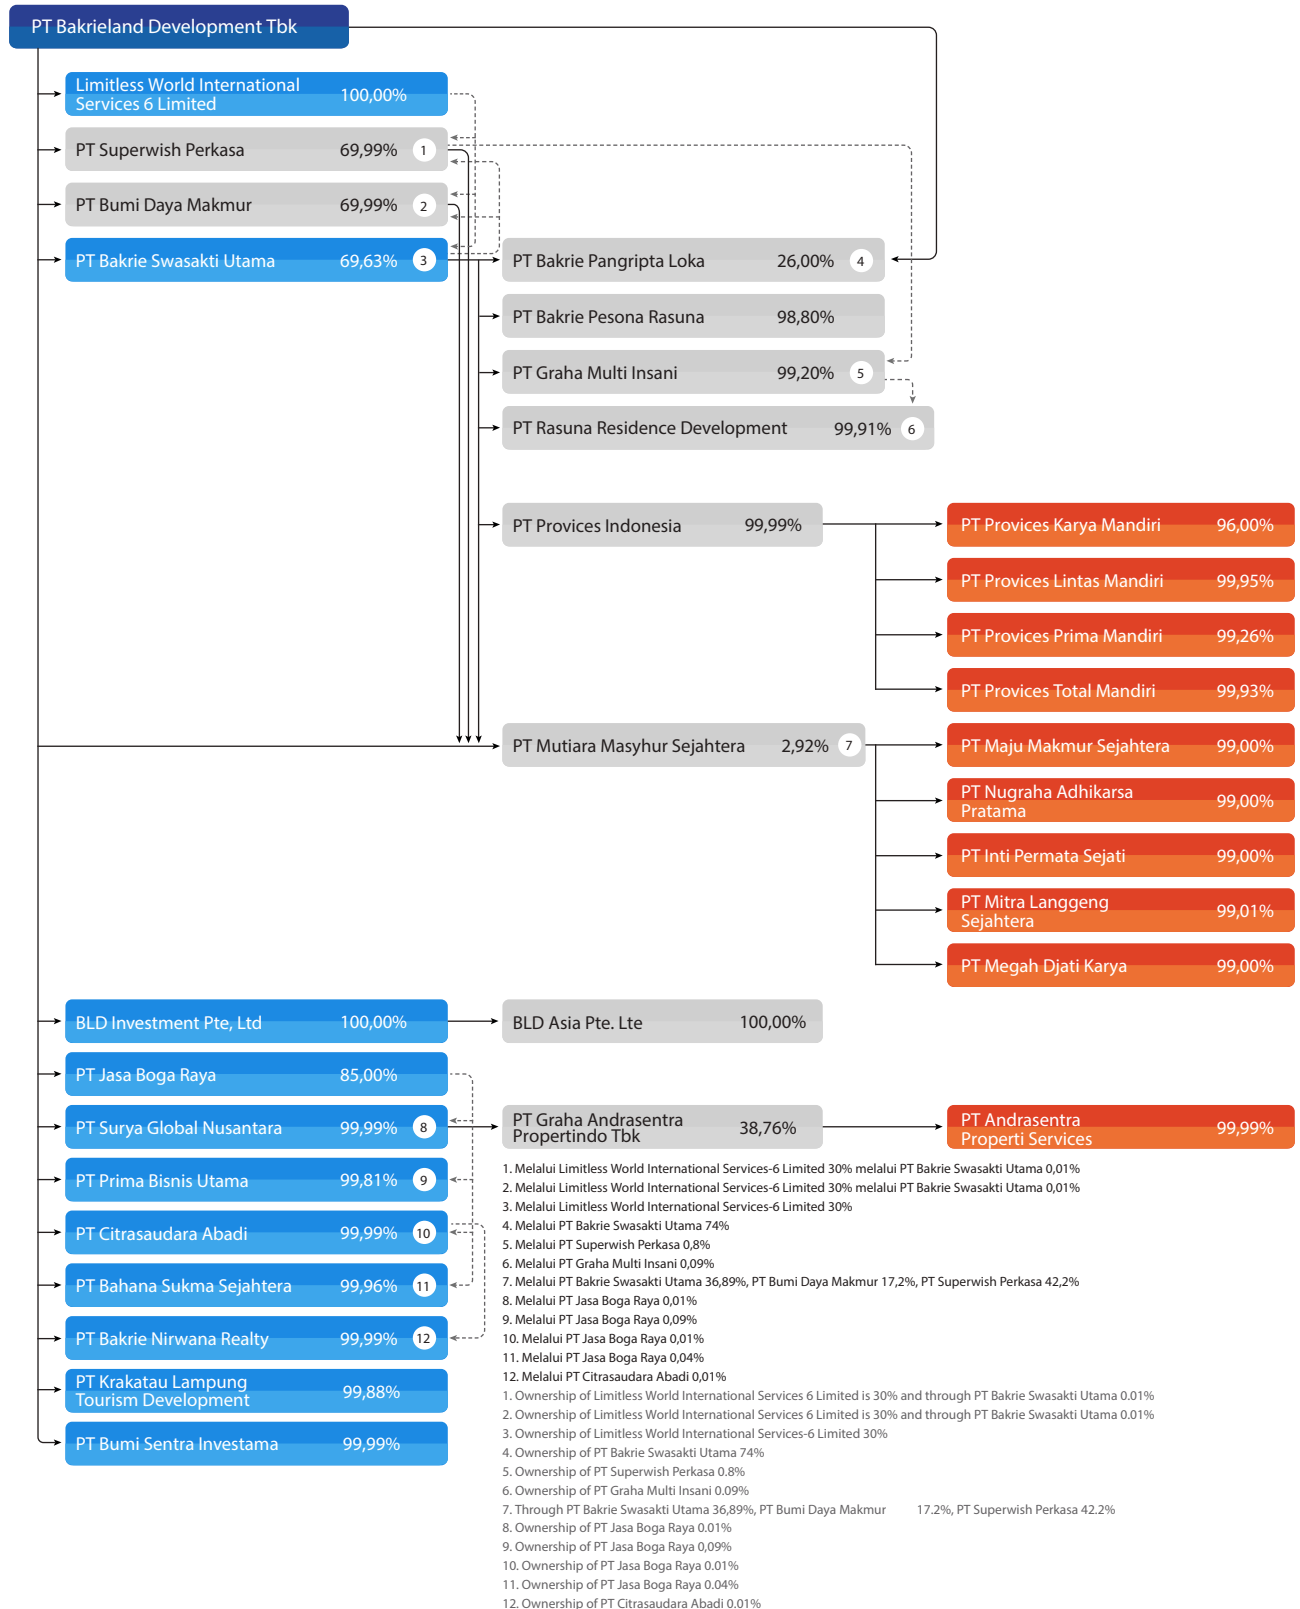 PT Bakrieland Development Tbk
Limitless World International
Services 6 Limited
100,00%
PT Superwish Perkasa 69,99% 1
PT Bumi Daya Makmur 69,99% 2
PT Bakrie Swasakti Utama 69,63% 3
PT Bakrie Pangripta Loka 26,00% 4
PT Bakrie Pesona Rasuna 98,80%
PT Graha Multi Insani 99,20% 5
PT Rasuna Residence Development 99,91% 6
PT Provices Indonesia 99,99%
PT Provices Karya Mandiri 96,00%
PT Provices Lintas Mandiri 99,95%
PT Provices Prima Mandiri 99,26%
PT Provices Total Mandiri 99,93%
PT Mutiara Masyhur Sejahtera 2,92% 7
PT Maju Makmur Sejahtera 99,00%
PT Nugraha Adhikarsa
Pratama
99,00%
PT Inti Permata Sejati 99,00%
PT Mitra Langgeng
Sejahtera
99,01%
PT Megah Djati Karya 99,00%
BLD Investment Pte, Ltd 100,00%
BLD Asia Pte. Lte 100,00%
PT Jasa Boga Raya 85,00%
PT Surya Global Nusantara 99,99% 8
PT Graha Andrasentra
Propertindo Tbk
38,76%
PT Andrasentra
Properti Services
99,99%
PT Prima Bisnis Utama 99,81% 9
PT Citrasaudara Abadi 99,99% 10
PT Bahana Sukma Sejahtera 99,96% 11
PT Bakrie Nirwana Realty 99,99% 12
PT Krakatau Lampung
Tourism Development
99,88%
PT Bumi Sentra Investama 99,99%
1. Melalui Limitless World International Services-6 Limited 30% melalui PT Bakrie Swasakti Utama 0,01%
2. Melalui Limitless World International Services-6 Limited 30% melalui PT Bakrie Swasakti Utama 0,01%
3. Melalui Limitless World International Services-6 Limited 30%
4. Melalui PT Bakrie Swasakti Utama 74%
5. Melalui PT Superwish Perkasa 0,8%
6. Melalui PT Graha Multi Insani 0,09%
7. Melalui PT Bakrie Swasakti Utama 36,89%, PT Bumi Daya Makmur 17,2%, PT Superwish Perkasa 42,2%
8. Melalui PT Jasa Boga Raya 0,01%
9. Melalui PT Jasa Boga Raya 0,09%
10. Melalui PT Jasa Boga Raya 0,01%
11. Melalui PT Jasa Boga Raya 0,04%
12. Melalui PT Citrasaudara Abadi 0,01%
1. Ownership of Limitless World International Services 6 Limited is 30% and through PT Bakrie Swasakti Utama 0.01%
2. Ownership of Limitless World International Services 6 Limited is 30% and through PT Bakrie Swasakti Utama 0.01%
3. Ownership of Limitless World International Services-6 Limited 30%
4. Ownership of PT Bakrie Swasakti Utama 74%
5. Ownership of PT Superwish Perkasa 0.8%
6. Ownership of PT Graha Multi Insani 0.09%
7. Through PT Bakrie Swasakti Utama 36,89%, PT Bumi Daya Makmur 17.2%, PT Superwish Perkasa 42.2%
8. Ownership of PT Jasa Boga Raya 0.01%
9. Ownership of PT Jasa Boga Raya 0,09%
10. Ownership of PT Jasa Boga Raya 0.01%
11. Ownership of PT Jasa Boga Raya 0.04%
12. Ownership of PT Citrasaudara Abadi 0.01%